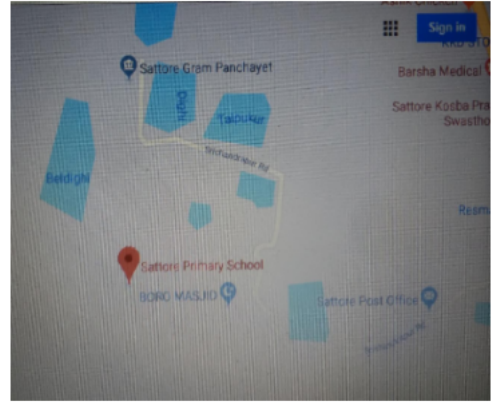 Sign in
Sattore Gram Panchayet
Barsha Medical
Dighi
Talpukur
Sattore Kosba Pra
Swastho
Beldighi
Resm
Sattore Primary School
BORO MASJID
Sattore Post Office